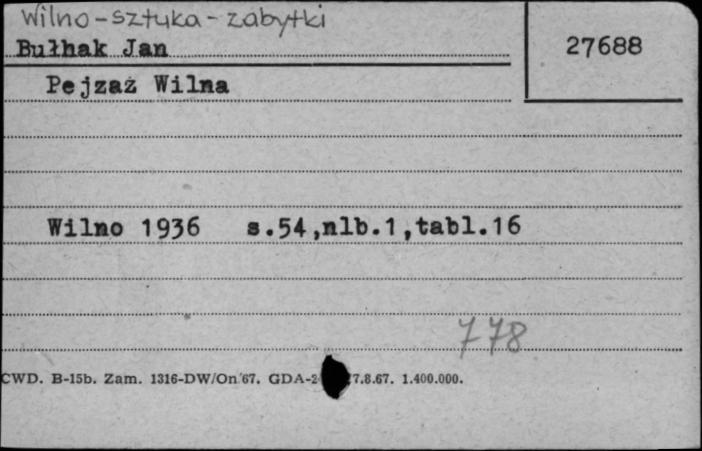 Wilno - sztuka - zabytki
Bułhak Jan
27688
Pejzaż Wilna
Wilno 1936 s.54,nlb.1,tabl.16
778
CWD. B-15b. Zam. 1316-DW/On/67. GDA-2 7.8.67. 1.400.000.